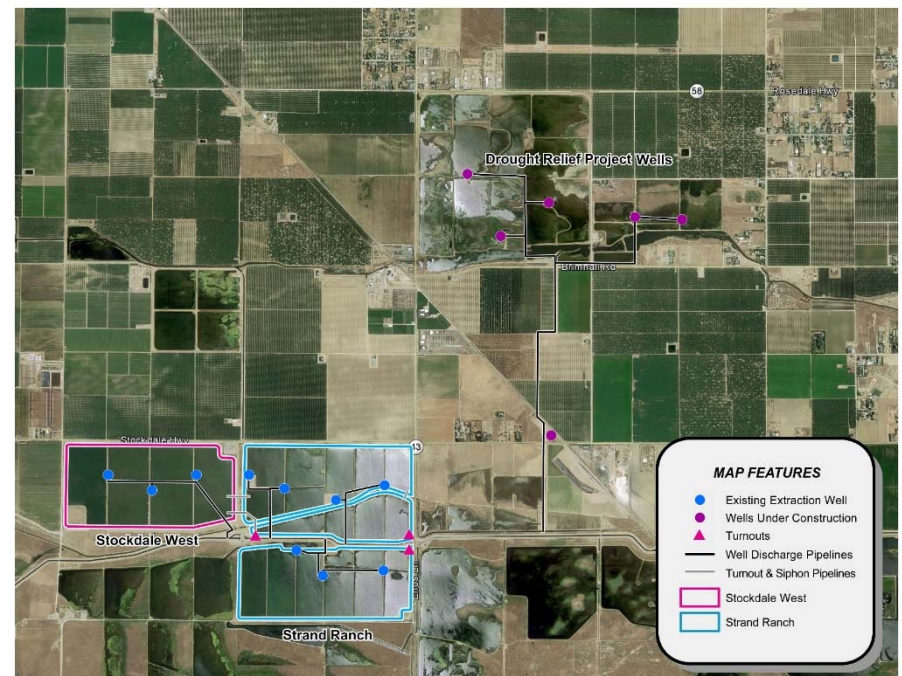 58
Rosedale Hwy
Drought Relief Project Wells
Brimhall Rd
Stockdale Hwy
43
Stockdale West
Strand Ranch
MAP FEATURES
Existing Extraction Well
Wells Under Construction
Turnouts
Well Discharge Pipelines
Turnout & Siphon Pipelines
Stockdale West
Strand Ranch